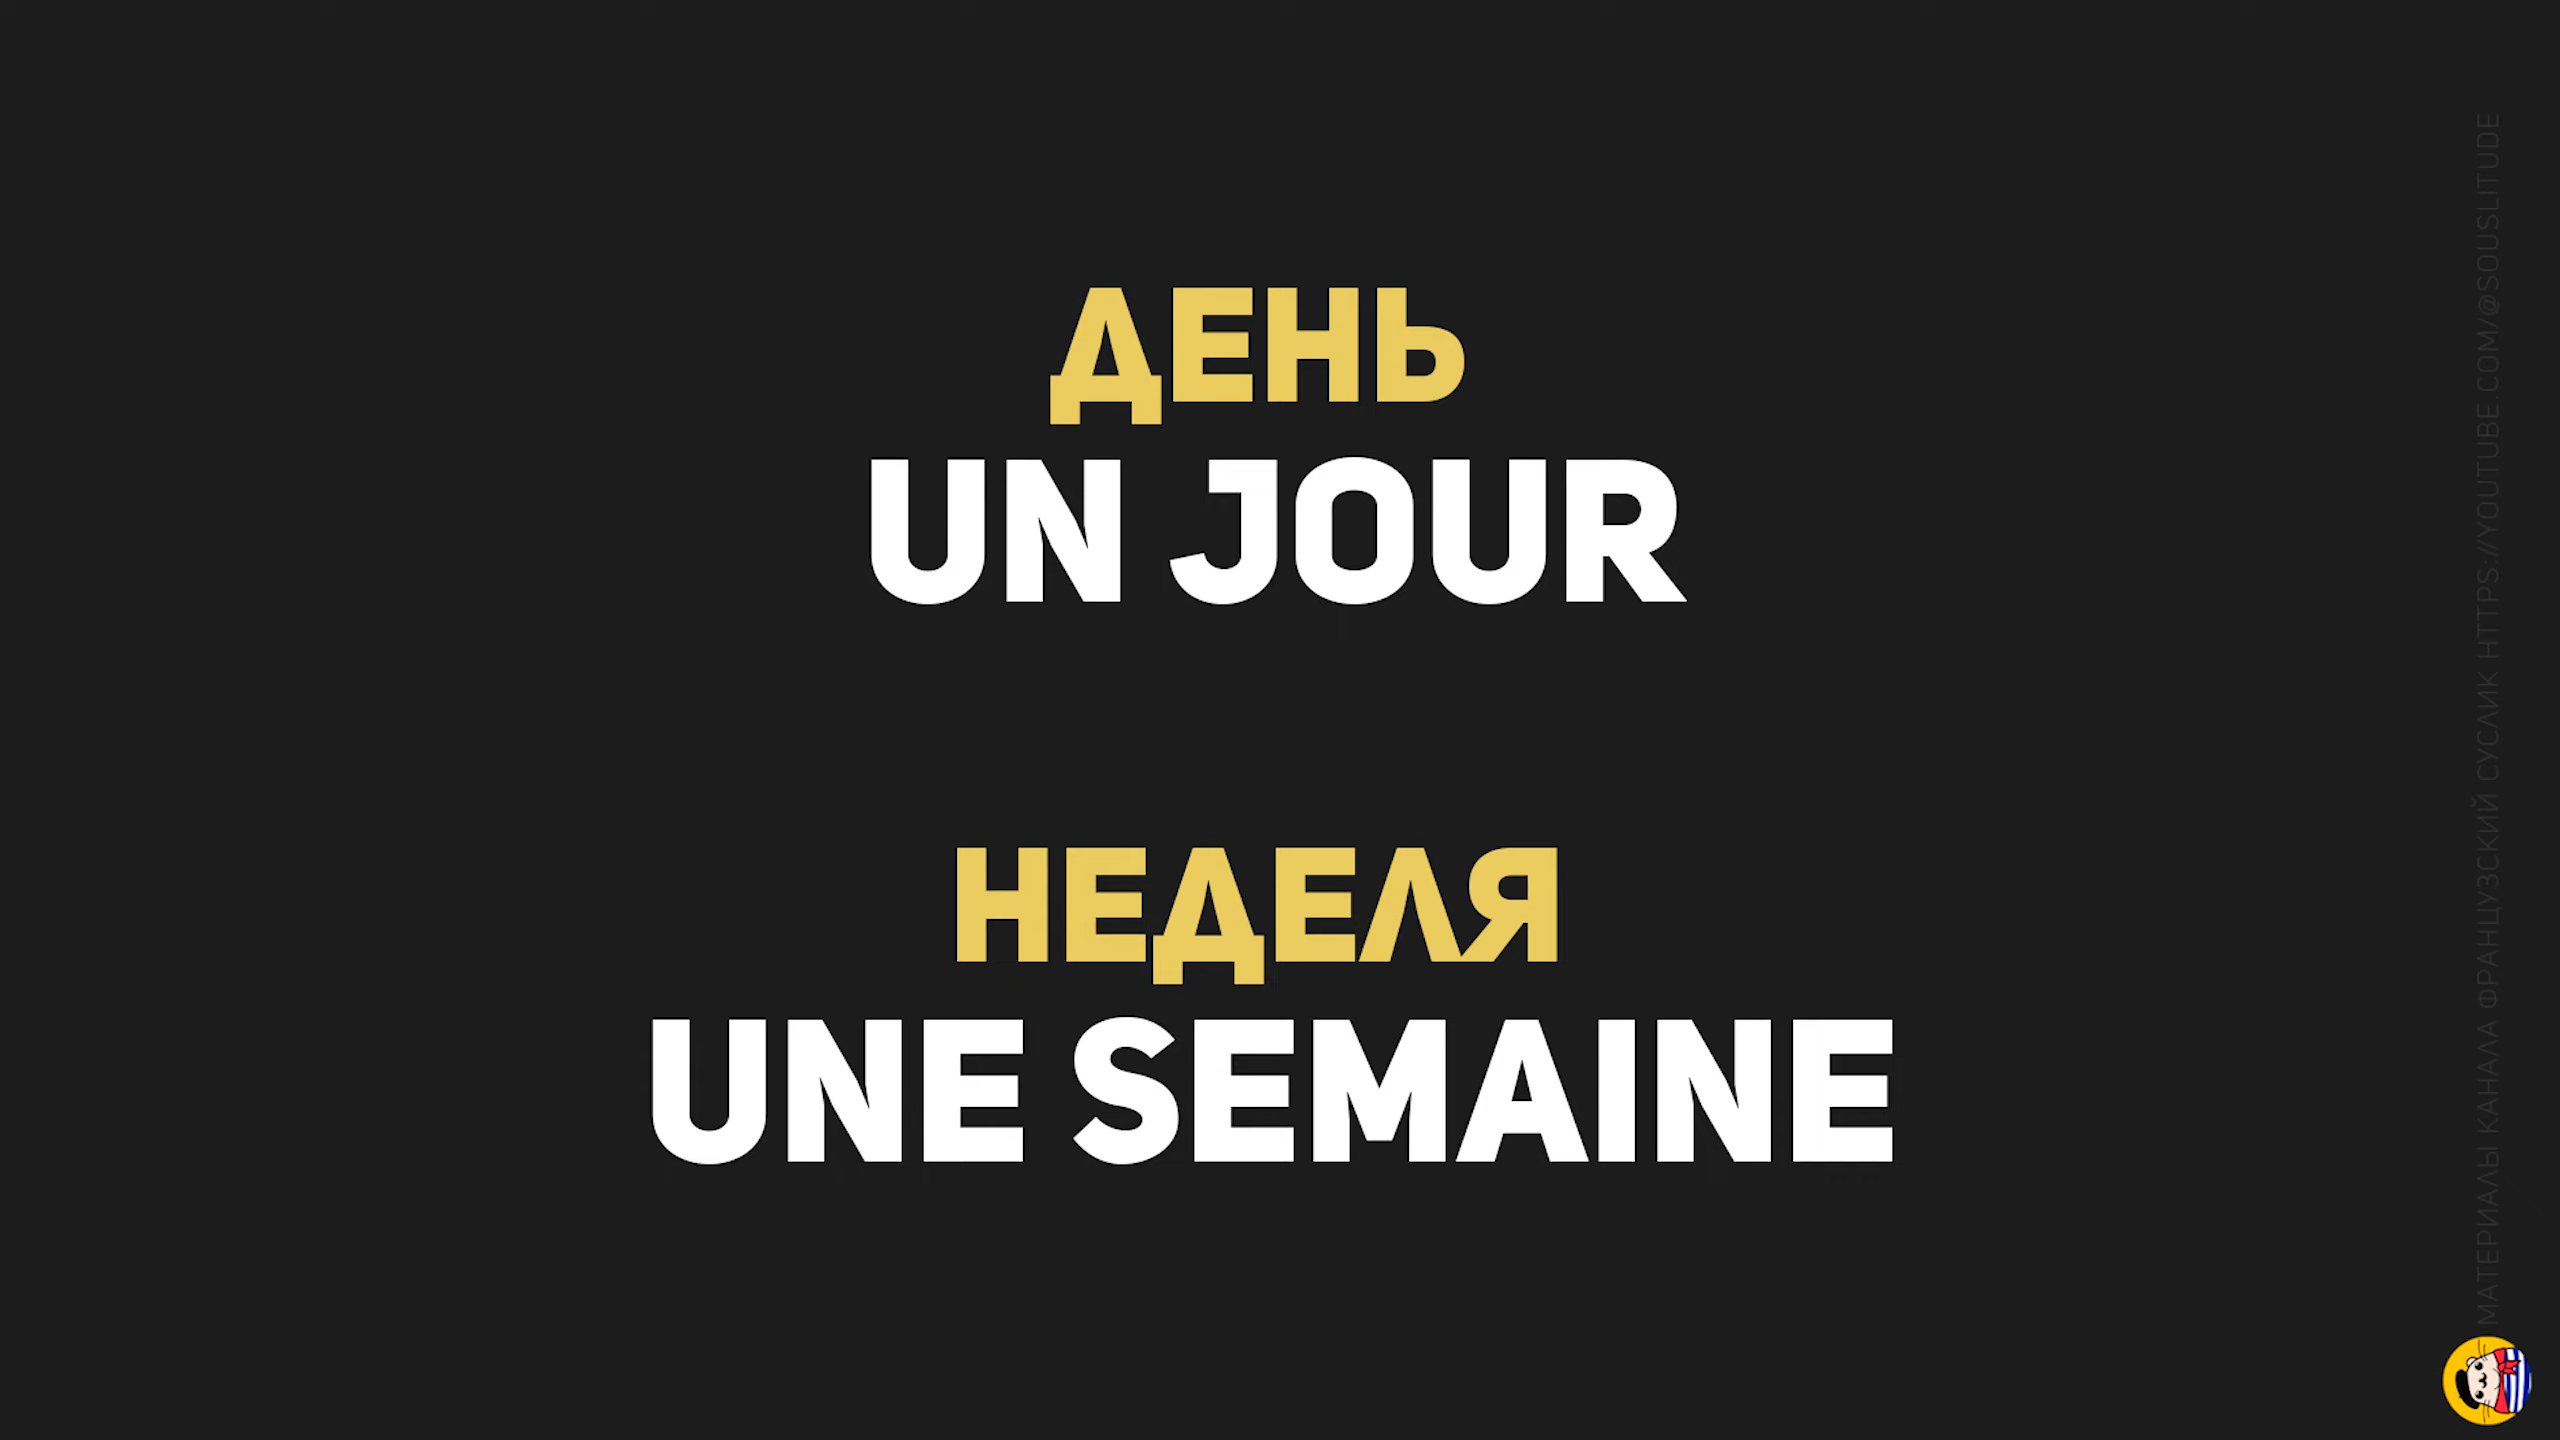 ДЕНЬ
UN JOUR
НЕДЕЛЯ
UNE SEMAINE
МАТЕРИАЛЫ КАНАЛА ФРАНЦУЗСКИЙ СУСЛИК HTTPS://YOUTUBE.COM/@SOUSLITUDE